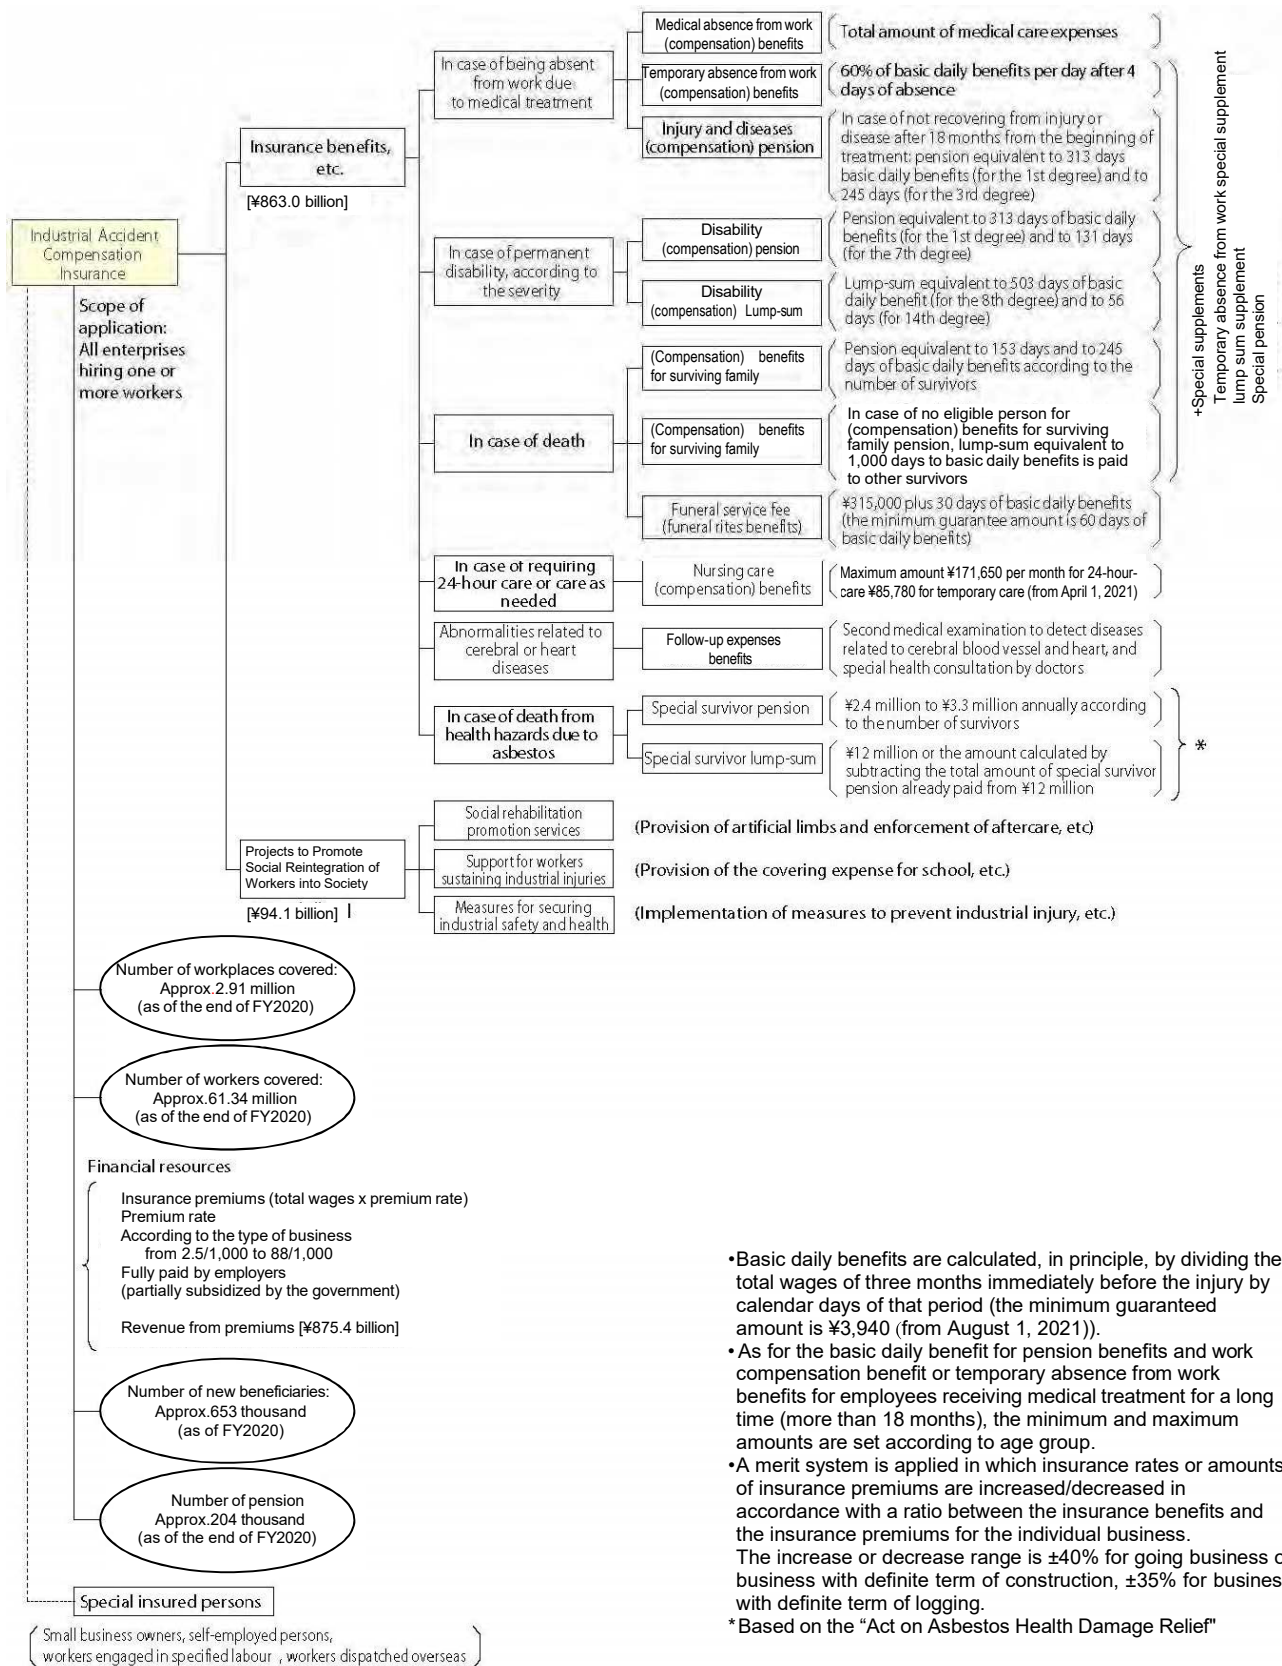 Industrial Accident
Compensation
Insurance
Scope of
application:
All enterprises
hiring one or
more workers
Insurance benefits,
etc.
[¥863.0 billion]
In case of being absent
from work due
to medical treatment
Medical absence from work
(compensation) benefits
Total amount of medical care expenses
Temporary absence from work
(compensation) benefits
60% of basic daily benefits per day after 4
days of absence
Injury and diseases
(compensation) pension
In case of not recovering from injury or
disease after 18 months from the beginning of
treatment: pension equivalent to 313 days
basic daily benefits (for the 1st degree) and to
245 days (for the 3rd degree)
In case of permanent
disability, according to
the severity
Disability
(compensation) pension
Pension equivalent to 313 days of basic daily
benefits (for the 1st degree) and to 131 days
(for the 7th degree)
Disability
(compensation) Lump-sum
Lump-sum equivalent to 503 days of basic
daily benefit (for the 8th degree) and to 56
days (for 14th degree)
In case of death
(Compensation) benefits
for surviving family
Pension equivalent to 153 days and to 245
days of basic daily benefits according to the
number of survivors
(Compensation) benefits
for surviving family
In case of no eligible person for
(compensation) benefits for surviving
family pension, lump-sum equivalent to
1,000 days to basic daily benefits is paid
to other survivors
Funeral service fee
(funeral rites benefits)
¥315,000 plus 30 days of basic daily benefits
(the minimum guarantee amount is 60 days of
basic daily benefits)
+Special supplements
Temporary absence from work special supplement
lump sum supplement
Special pension
In case of requiring
24-hour care or care as
needed
Nursing care
(compensation) benefits
Maximum amount ¥171,650 per month for 24-hour-
care ¥85,780 for temporary care (from April 1, 2021)
Abnormalities related to
cerebral or heart
diseases
Follow-up expenses
benefits
Second medical examination to detect diseases
related to cerebral blood vessel and heart, and
special health consultation by doctors
In case of death from
health hazards due to
asbestos
Special survivor pension
¥2.4 million to ¥3.3 million annually according
to the number of survivors
Special survivor lump-sum
¥12 million or the amount calculated by
subtracting the total amount of special survivor
pension already paid from ¥12 million
*
Projects to Promote
Social Reintegration of
Workers into Society
[¥94.1 billion]
Social rehabilitation
promotion services
(Provision of artificial limbs and enforcement of aftercare, etc)
Support for workers
sustaining industrial injuries
(Provision of the covering expense for school, etc.)
Measures for securing
industrial safety and health
(Implementation of measures to prevent industrial injury, etc.)
Number of workplaces covered:
Approx.2.91 million
(as of the end of FY2020)
Number of workers covered:
Approx.61.34 million
(as of the end of FY2020)
Financial resources
Insurance premiums (total wages x premium rate)
Premium rate
According to the type of business
from 2.5/1,000 to 88/1,000
Fully paid by employers
(partially subsidized by the government)
Revenue from premiums [¥875.4 billion]
Number of new beneficiaries:
Approx.653 thousand
(as of FY2020)
Number of pension
Approx.204 thousand
(as of the end of FY2020)
Special insured persons
Small business owners, self-employed persons,
workers engaged in specified labour , workers dispatched overseas
•Basic daily benefits are calculated, in principle, by dividing the
total wages of three months immediately before the injury by
calendar days of that period (the minimum guaranteed
amount is ¥3,940 (from August 1, 2021)).
•As for the basic daily benefit for pension benefits and work
compensation benefit or temporary absence from work
benefits for employees receiving medical treatment for a long
time (more than 18 months), the minimum and maximum
amounts are set according to age group.
•A merit system is applied in which insurance rates or amounts
of insurance premiums are increased/decreased in
accordance with a ratio between the insurance benefits and
the insurance premiums for the individual business.
The increase or decrease range is ±40% for going business o
business with definite term of construction, ±35% for busines
with definite term of logging.
*Based on the “Act on Asbestos Health Damage Relief"